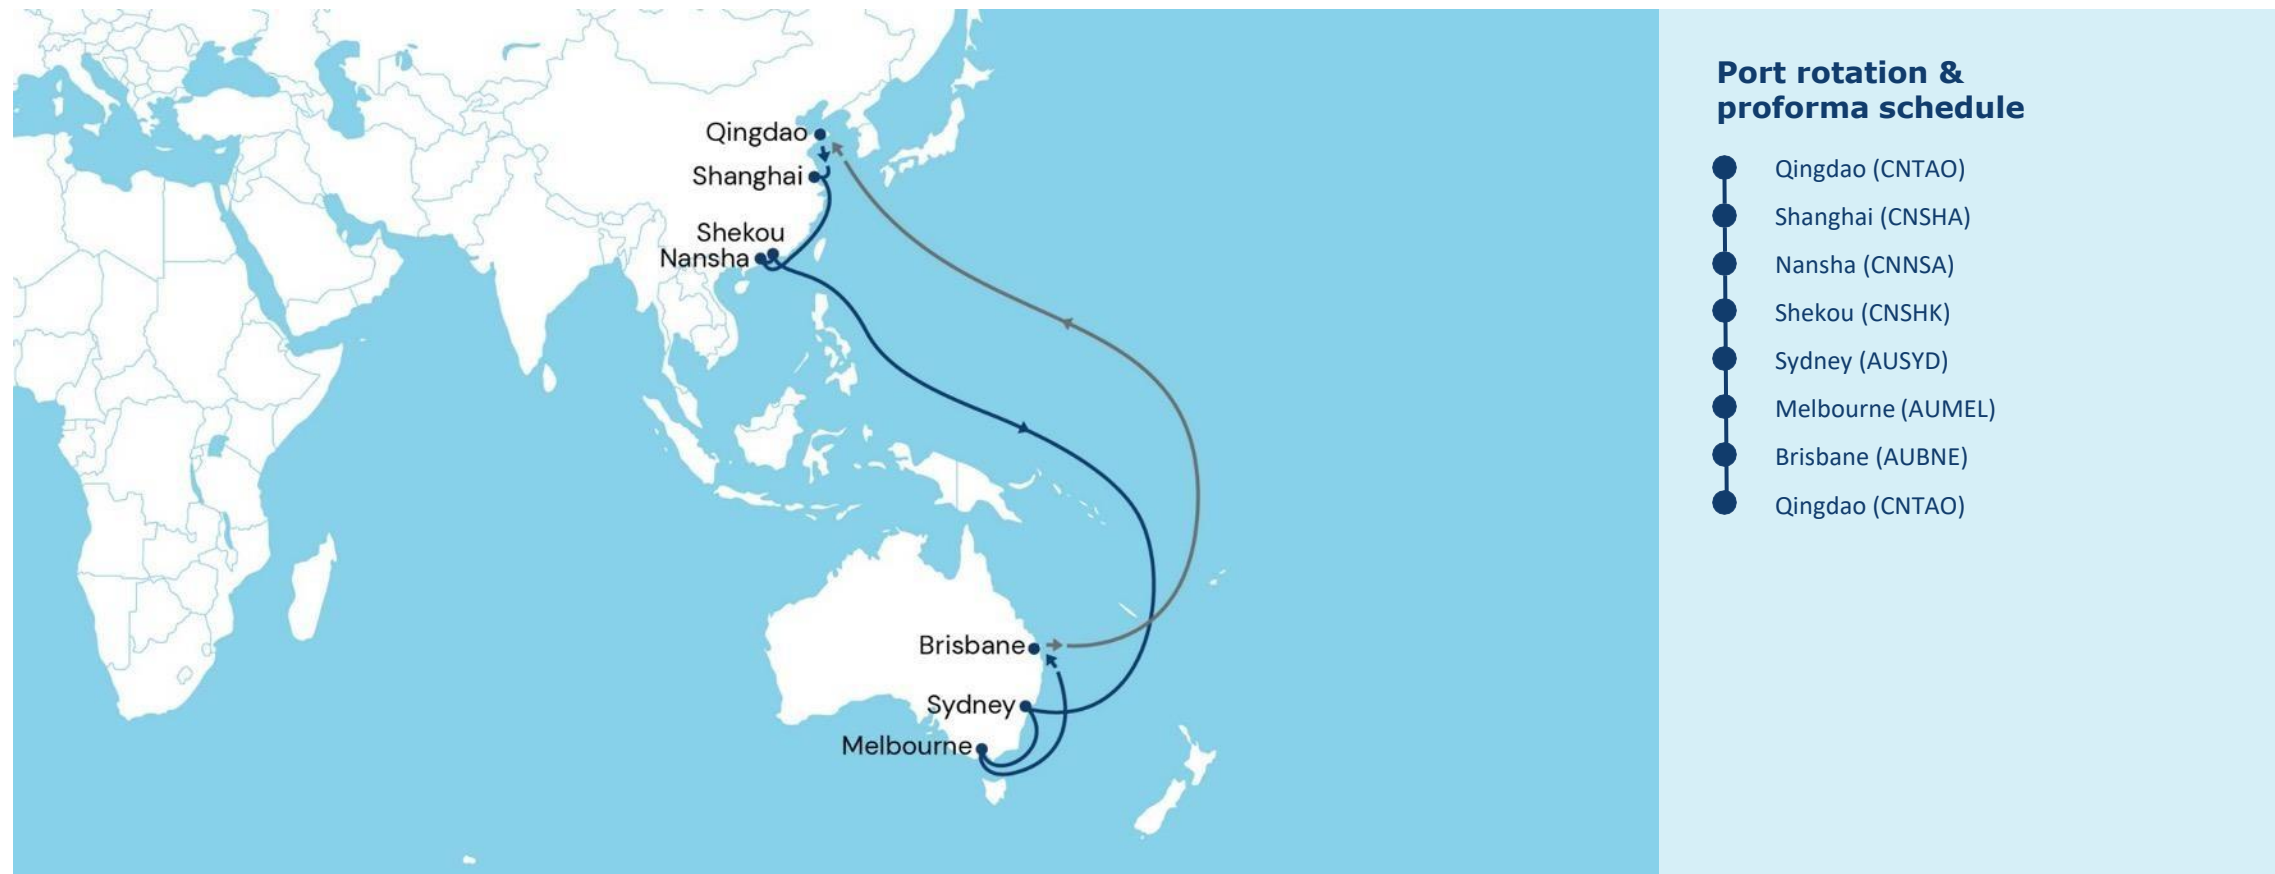 Qingdao
Shanghai
Shekou
Nansha
Brisbane
Sydney
Melbourne
Port rotation &
proforma schedule
Qingdao (CNTAO)
Shanghai (CNSHA)
Nansha (CNNSA)
Shekou (CNSHK)
Sydney (AUSYD)
Melbourne (AUMEL)
Brisbane (AUBNE)
Qingdao (CNTAO)